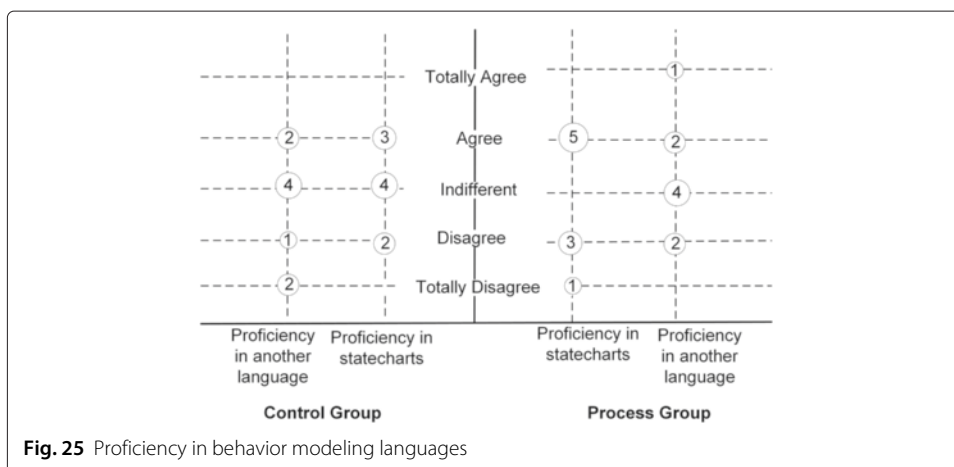 Totally Agree
1
2
3
Agree
5
2
4
4
Indifferent
4
1
2
Disagree
3
2
2
Totally Disagree
1
Proficiency
in another
language
Proficiency in
statecharts
Proficiency in
statecharts
Proficiency
in another
language
Control Group
Process Group
Fig. 25 Proficiency in behavior modeling languages